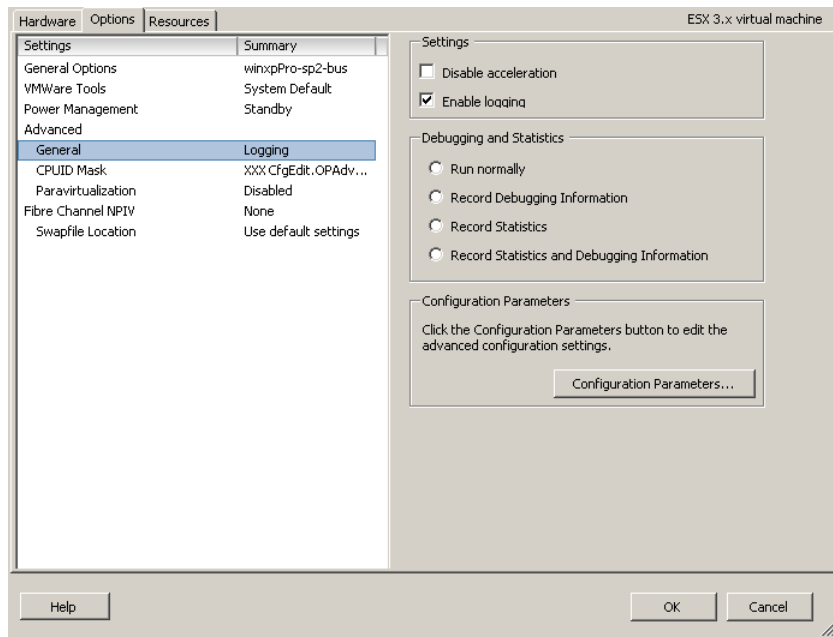 Hardware Options Resources ESX 3.x virtual machine
Settings Summary
General Options winxpPro-sp2-bus
VMWare Tools System Default
Power Management Standby
Advanced
General Logging
CPUID Mask XXX CfgEdit.OPAdv...
Paravirtualization Disabled
Fibre Channel NPIV None
Swapfile Location Use default settings
Settings
Disable acceleration
Enable logging
Debugging and Statistics
Run normally
Record Debugging Information
Record Statistics
Record Statistics and Debugging Information
Configuration Parameters
Click the Configuration Parameters button to edit the
advanced configuration settings.
Configuration Parameters...
Help OK Cancel